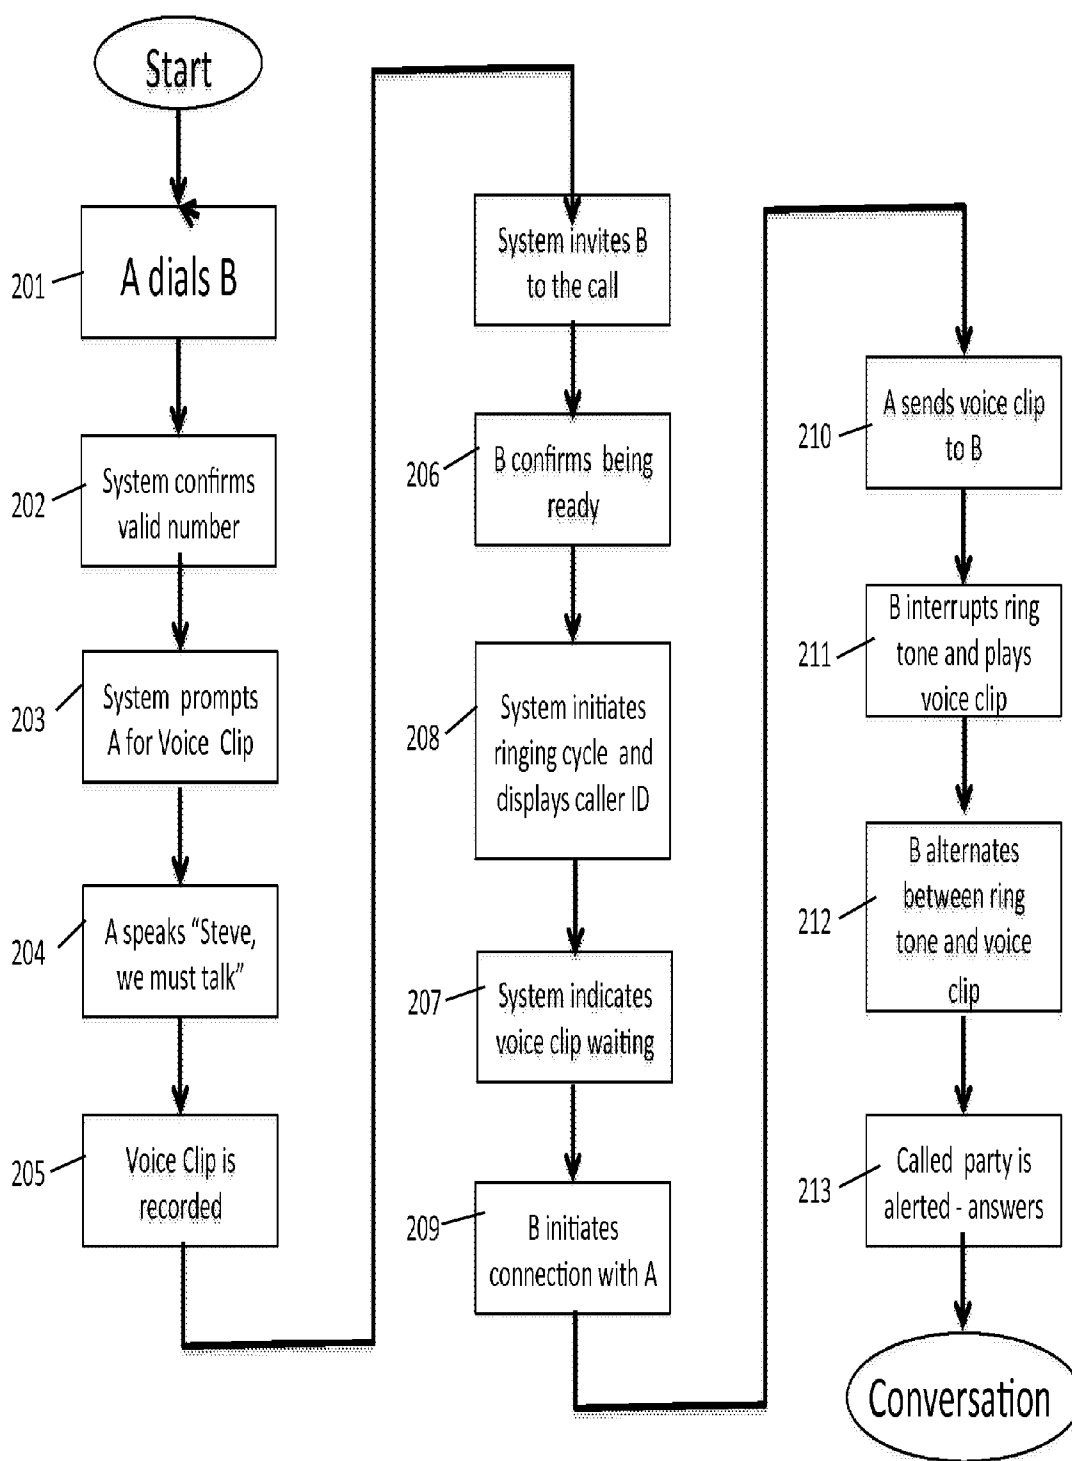 Start
201
A dials B
202
System confirms
valid number
203
System prompts
A for Voice Clip
204
A speaks “Steve,
we must talk”
205
Voice Clip is
recorded
System invites B
to the call
206
B confirms being
ready
208
System initiates
ringing cycle and
displays caller ID
207
System indicates
voice clip waiting
209
B initiates
connection with A
210
A sends voice clip
to B
211
B interrupts ring
tone and plays
voice clip
212
B alternates
between ring
tone and voice
clip
213
Called party is
alerted - answers
Conversation